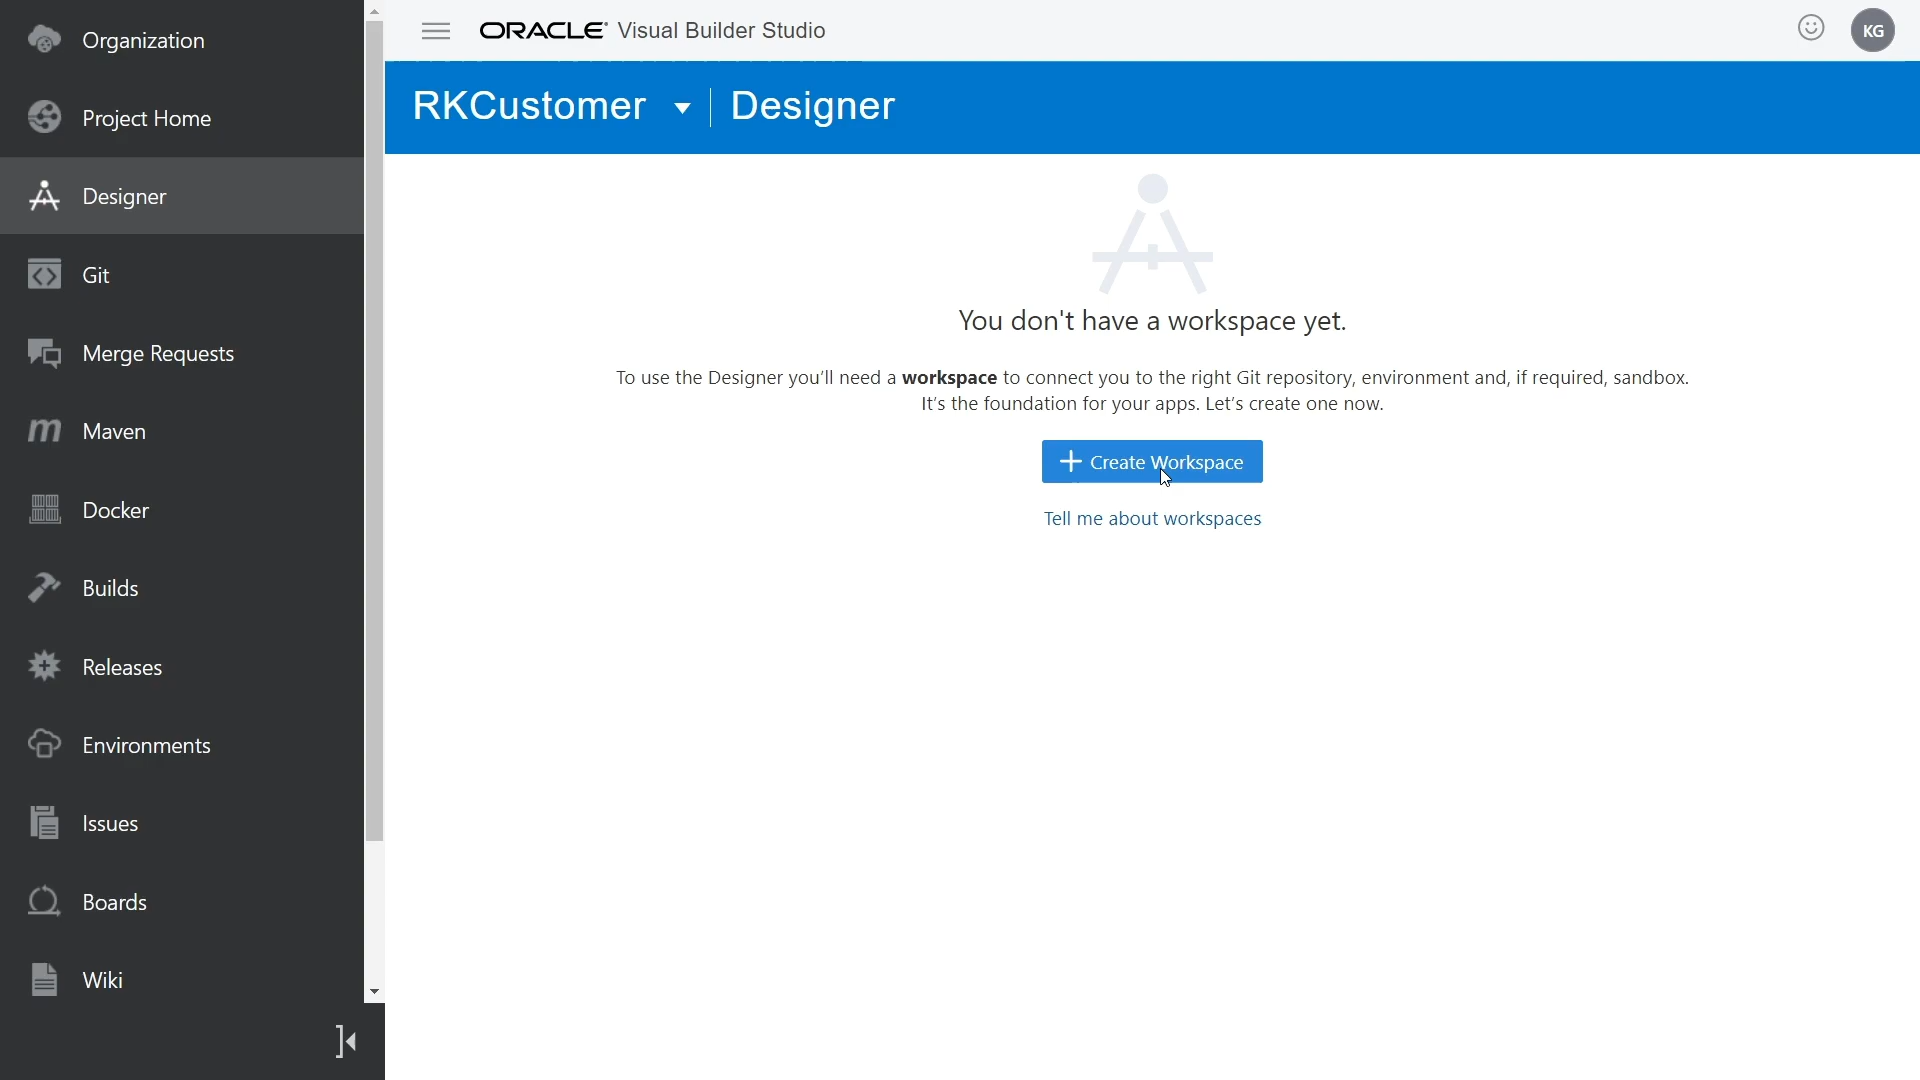 Organization
Project Home
Designer
Git
Merge Requests
Maven
Docker
Builds
Releases
Environments
Issues
Boards
Wiki
ORACLE Visual Builder Studio
KG
RKCustomer Designer
You don't have a workspace yet.
To use the Designer you'll need a workspace to connect you to the right Git repository, environment and, if required, sandbox.
It's the foundation for your apps. Let's create one now.
Create Workspace
Tell me about workspaces